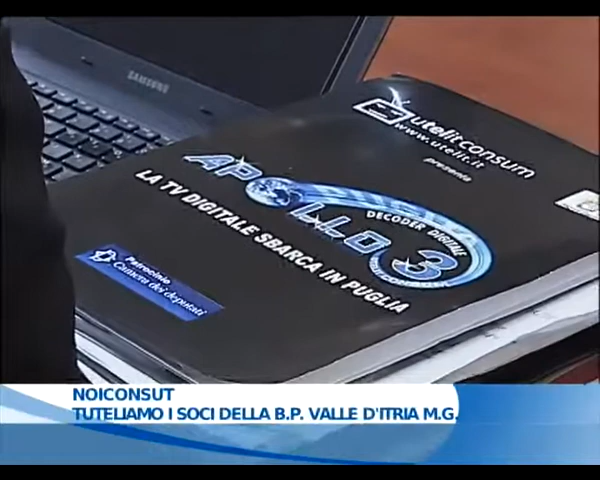 SAMSUNG
utelit consum
www.utelit.it
presenta
APOLLO 3
DECODER DIGITALE
LA TV DIGITALE SBARCA IN PUGLIA
Patrocinio
Camera dei deputati
NOICONSUT
TUTELIAMO I SOCI DELLA B.P. VALLE D'ITRIA M.G.